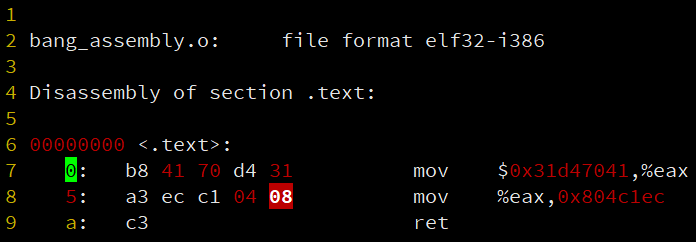 1
2 bang_assembly.o:     file format elf32-i386
3
4 Disassembly of section .text:
5
6 00000000 <.text>:
7    0:   b8 41 70 d4 31          mov    $0x31d47041,%eax
8    5:   a3 ec c1 04 08          mov    %eax,0x804c1ec
9    a:   c3                      ret